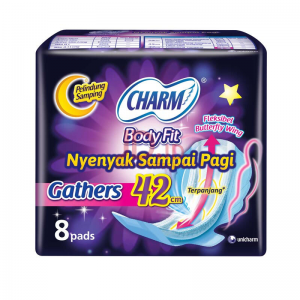 Pelindung
Samping
CHARM
Body Fit
Fleksibel
Butterfly Wing
Nyenyak Sampai Pagi
Gathers 42cm
Terpanjang*
8 pads
unicharm